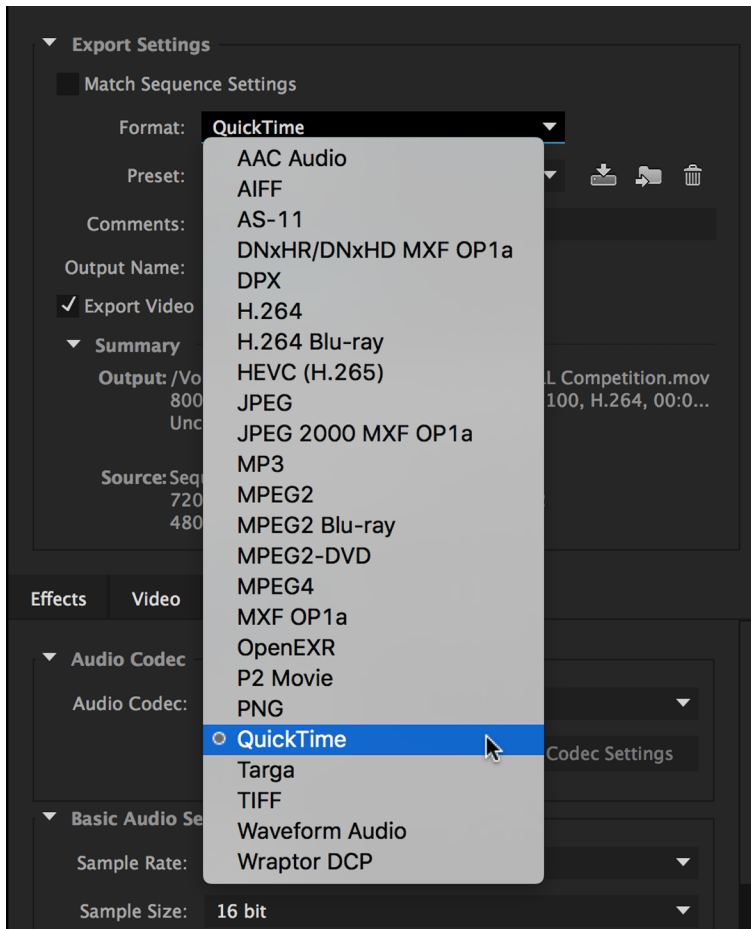 Export Settings
Match Sequence Settings
Format: QuickTime
AAC Audio
Preset:
AIFF
AS-11
Comments:
DNxHR/DNxHD MXF OP1a
Output Name:
DPX
Export Video
H.264
H.264 Blu-ray
Summary
HEVC (H.265)
Output: /Vo L Competition.mov
JPEG
800 100, H.264, 00:0...
Unc
JPEG 2000 MXF OP1a
MP3
Source: Sequ
MPEG2
720
MPEG2 Blu-ray
480
MPEG2-DVD
MPEG4
Effects Video
MXF OP1a
OpenEXR
Audio Codec
P2 Movie
Audio Codec:
PNG
QuickTime
Codec Settings
Targa
TIFF
Basic Audio Se
Waveform Audio
Sample Rate:
Wraptor DCP
Sample Size: 16 bit